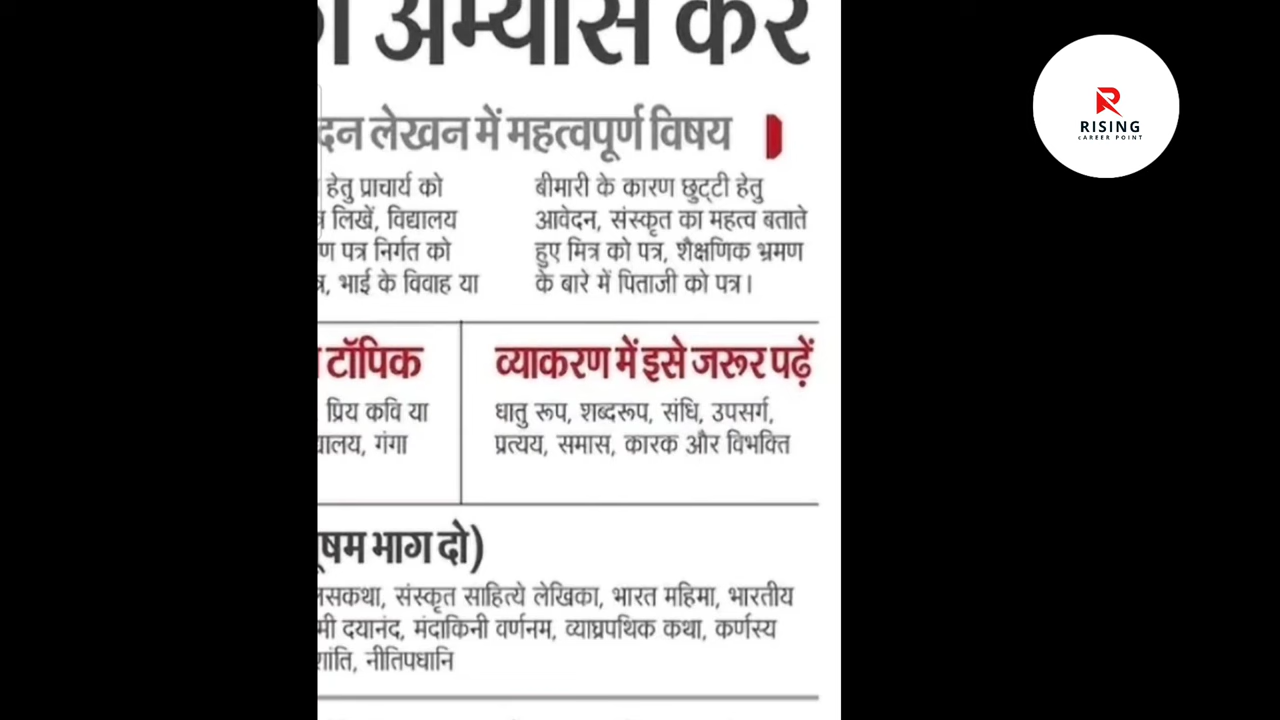 अभ्यास करें
RISING
CAREER POINT
लेखन में महत्वपूर्ण विषय
हेतु प्राचार्य को
लिखें, विद्यालय
पत्र निर्गत को
भाई के विवाह या
बीमारी के कारण छुट्टी हेतु
आवेदन, संस्कृत का महत्व बताते
हुए मित्र को पत्र, शैक्षणिक भ्रमण
के बारे में पिताजी को पत्र।
टॉपिक
प्रिय कवि या
गंगा
व्याकरण में इसे जरूर पढ़ें
धातु रूप, शब्दरूप, संधि, उपसर्ग,
प्रत्यय, समास, कारक और विभक्ति
भाग दो)
संस्कृत साहित्ये लेखिका, भारत महिमा, भारतीय
दयानंद, मंदाकिनी वर्णनम, व्याघ्रपथिक कथा, कर्णस्य
नीतिपधानि